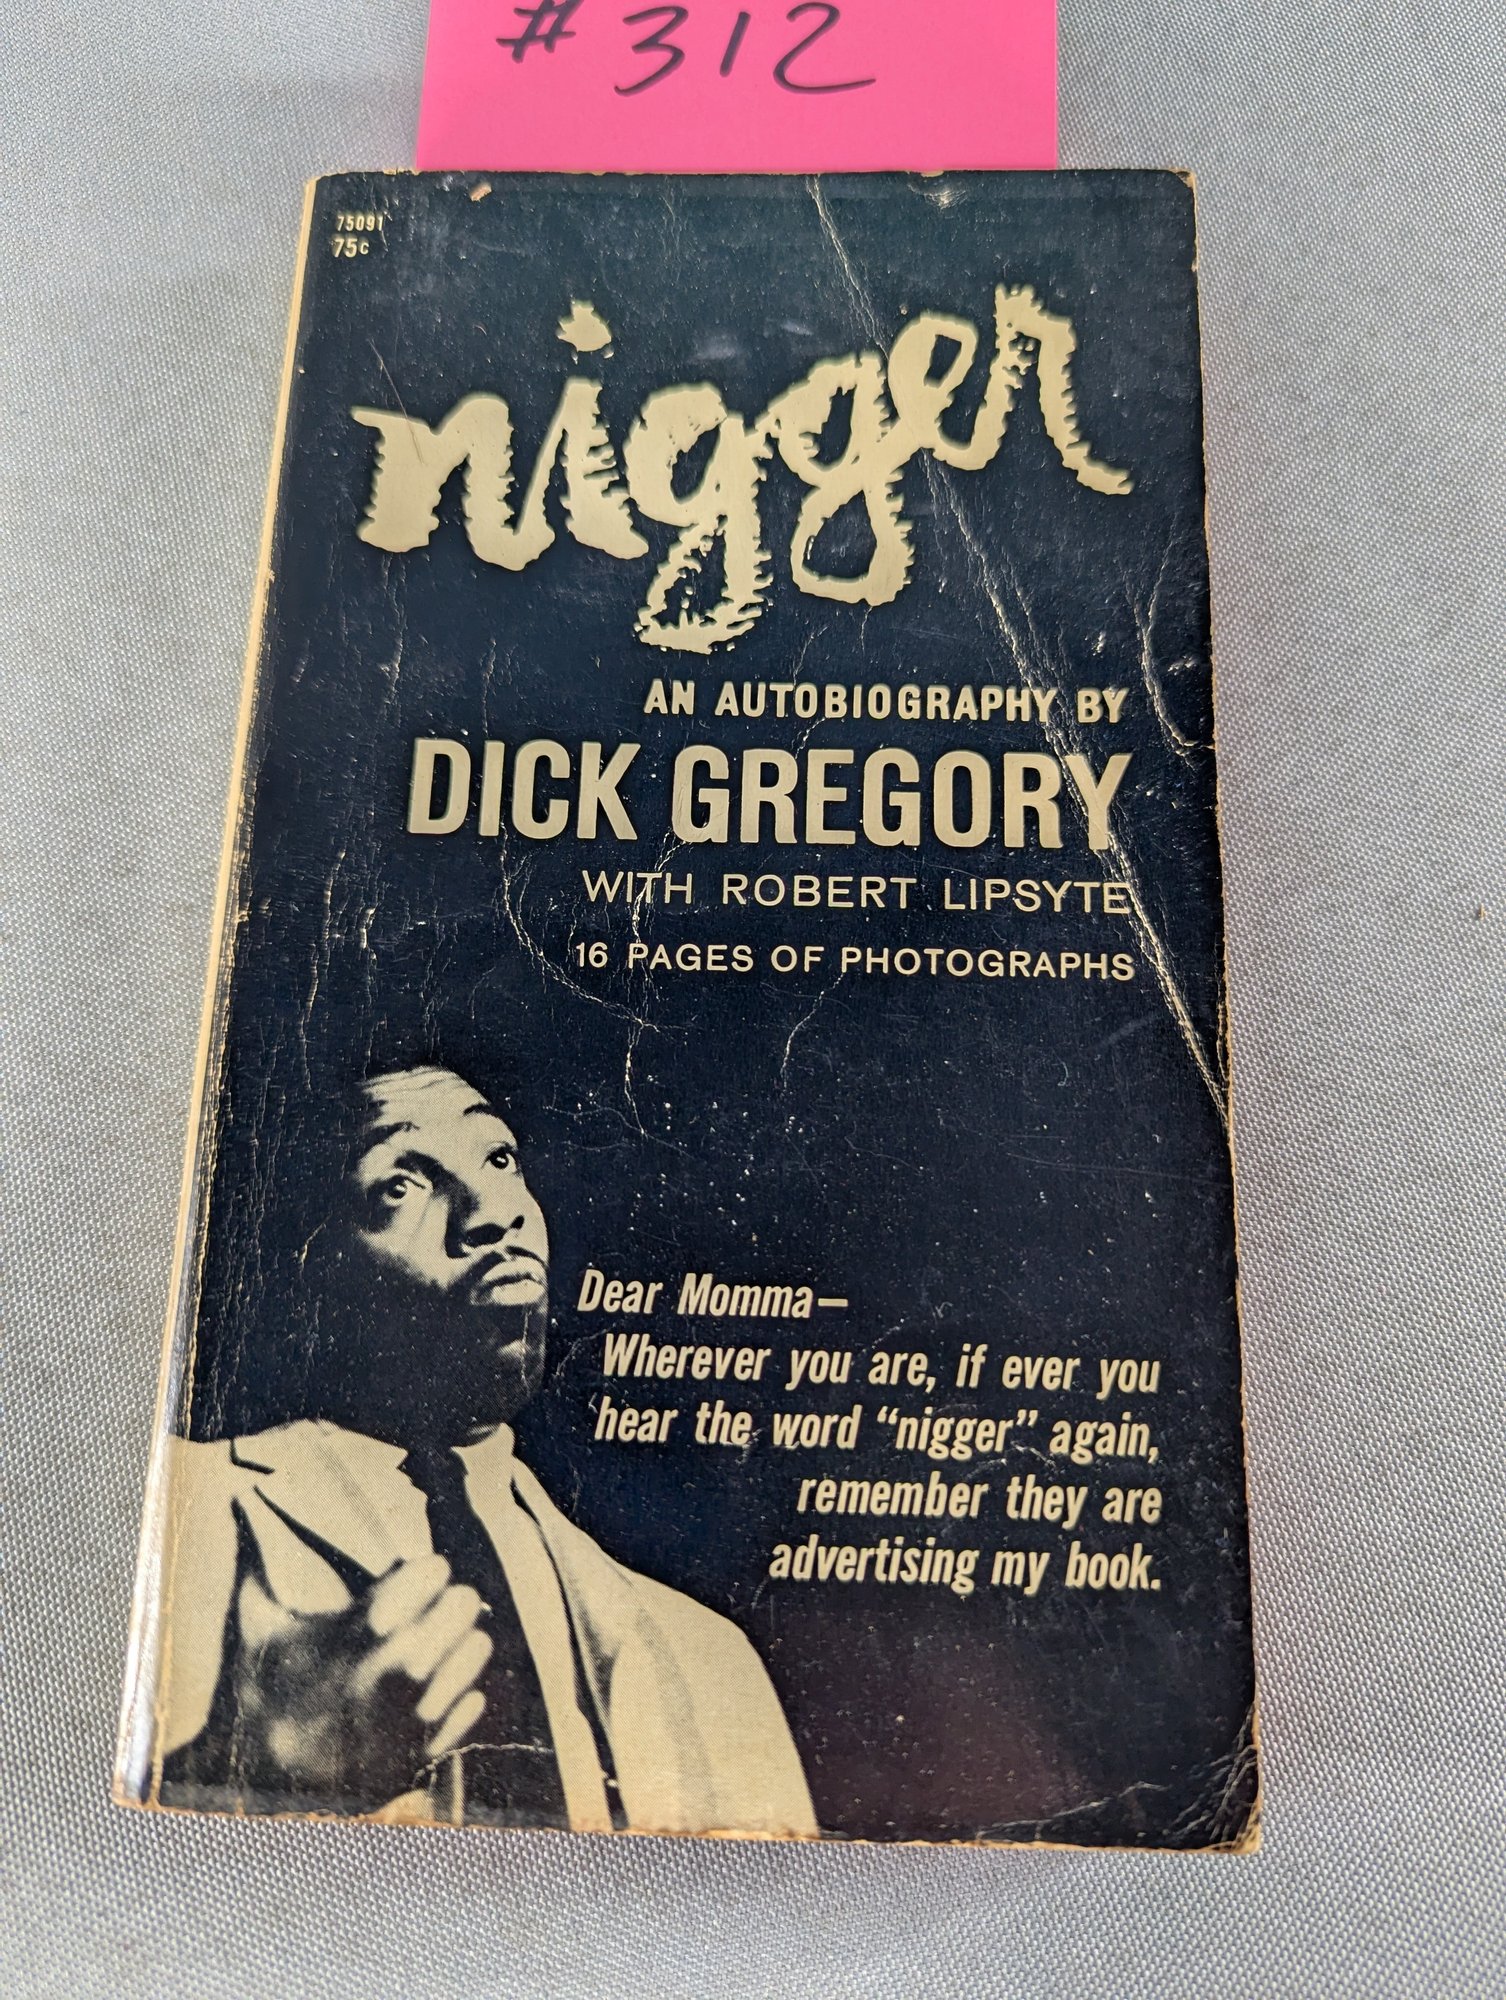 #312
75091
75c
nigger
AN AUTOBIOGRAPHY BY
DICK GREGORY
WITH ROBERT LIPSYTE
16 PAGES OF PHOTOGRAPHS
Dear Momma—
Wherever you are, if ever you
hear the word “nigger” again,
remember they are
advertising my book.